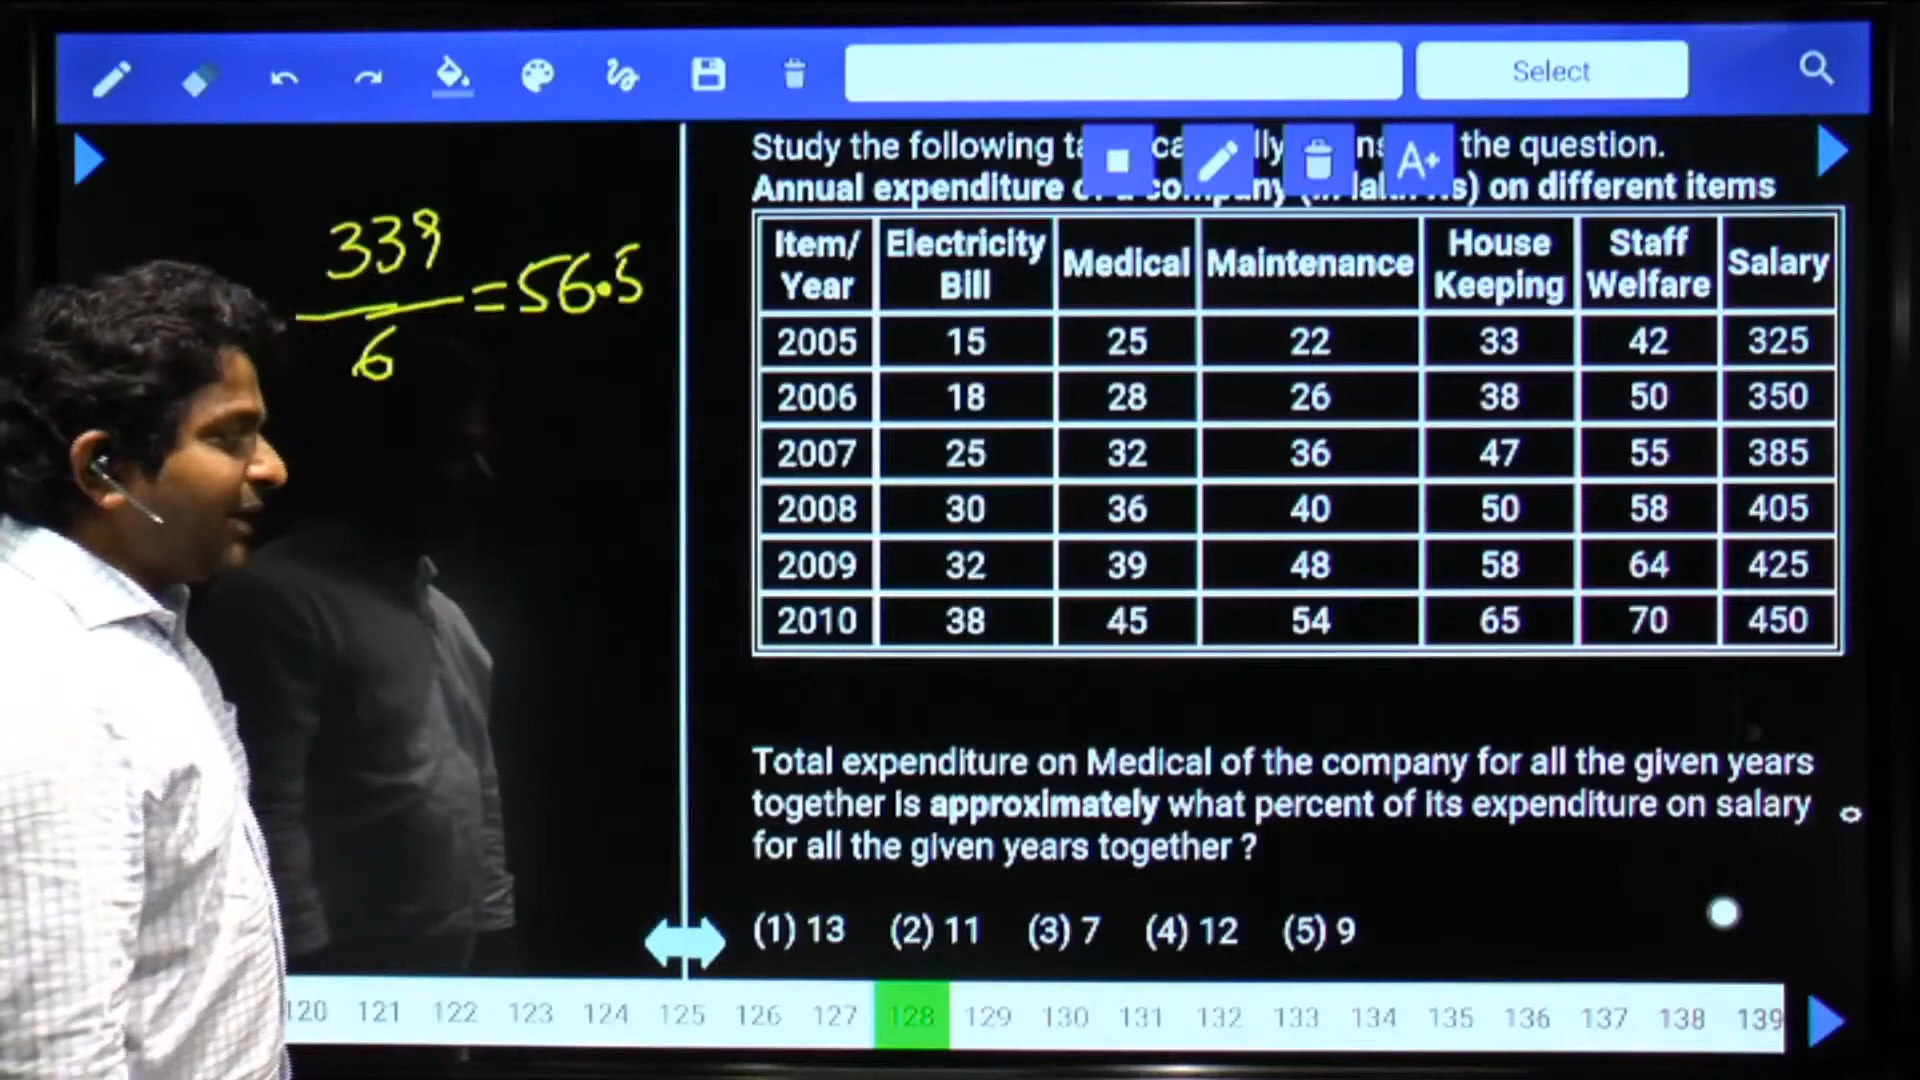 Select
Study the following the question.
Annual expenditure on different items
339
6
=56.5
Item/ Year Electricity Bill Medical Maintenance House Keeping Staff Welfare Salary
2005 15 25 22 33 42 325
2006 18 28 26 38 50 350
2007 25 32 36 47 55 385
2008 30 36 40 50 58 405
2009 32 39 48 58 64 425
2010 38 45 54 65 70 450
Total expenditure on Medical of the company for all the given years
together is approximately what percent of its expenditure on salary
for all the given years together ?
(1) 13 (2) 11 (3) 7 (4) 12 (5) 9
120 121 122 123 124 125 126 127 128 129 130 131 132 133 134 135 136 137 138 139